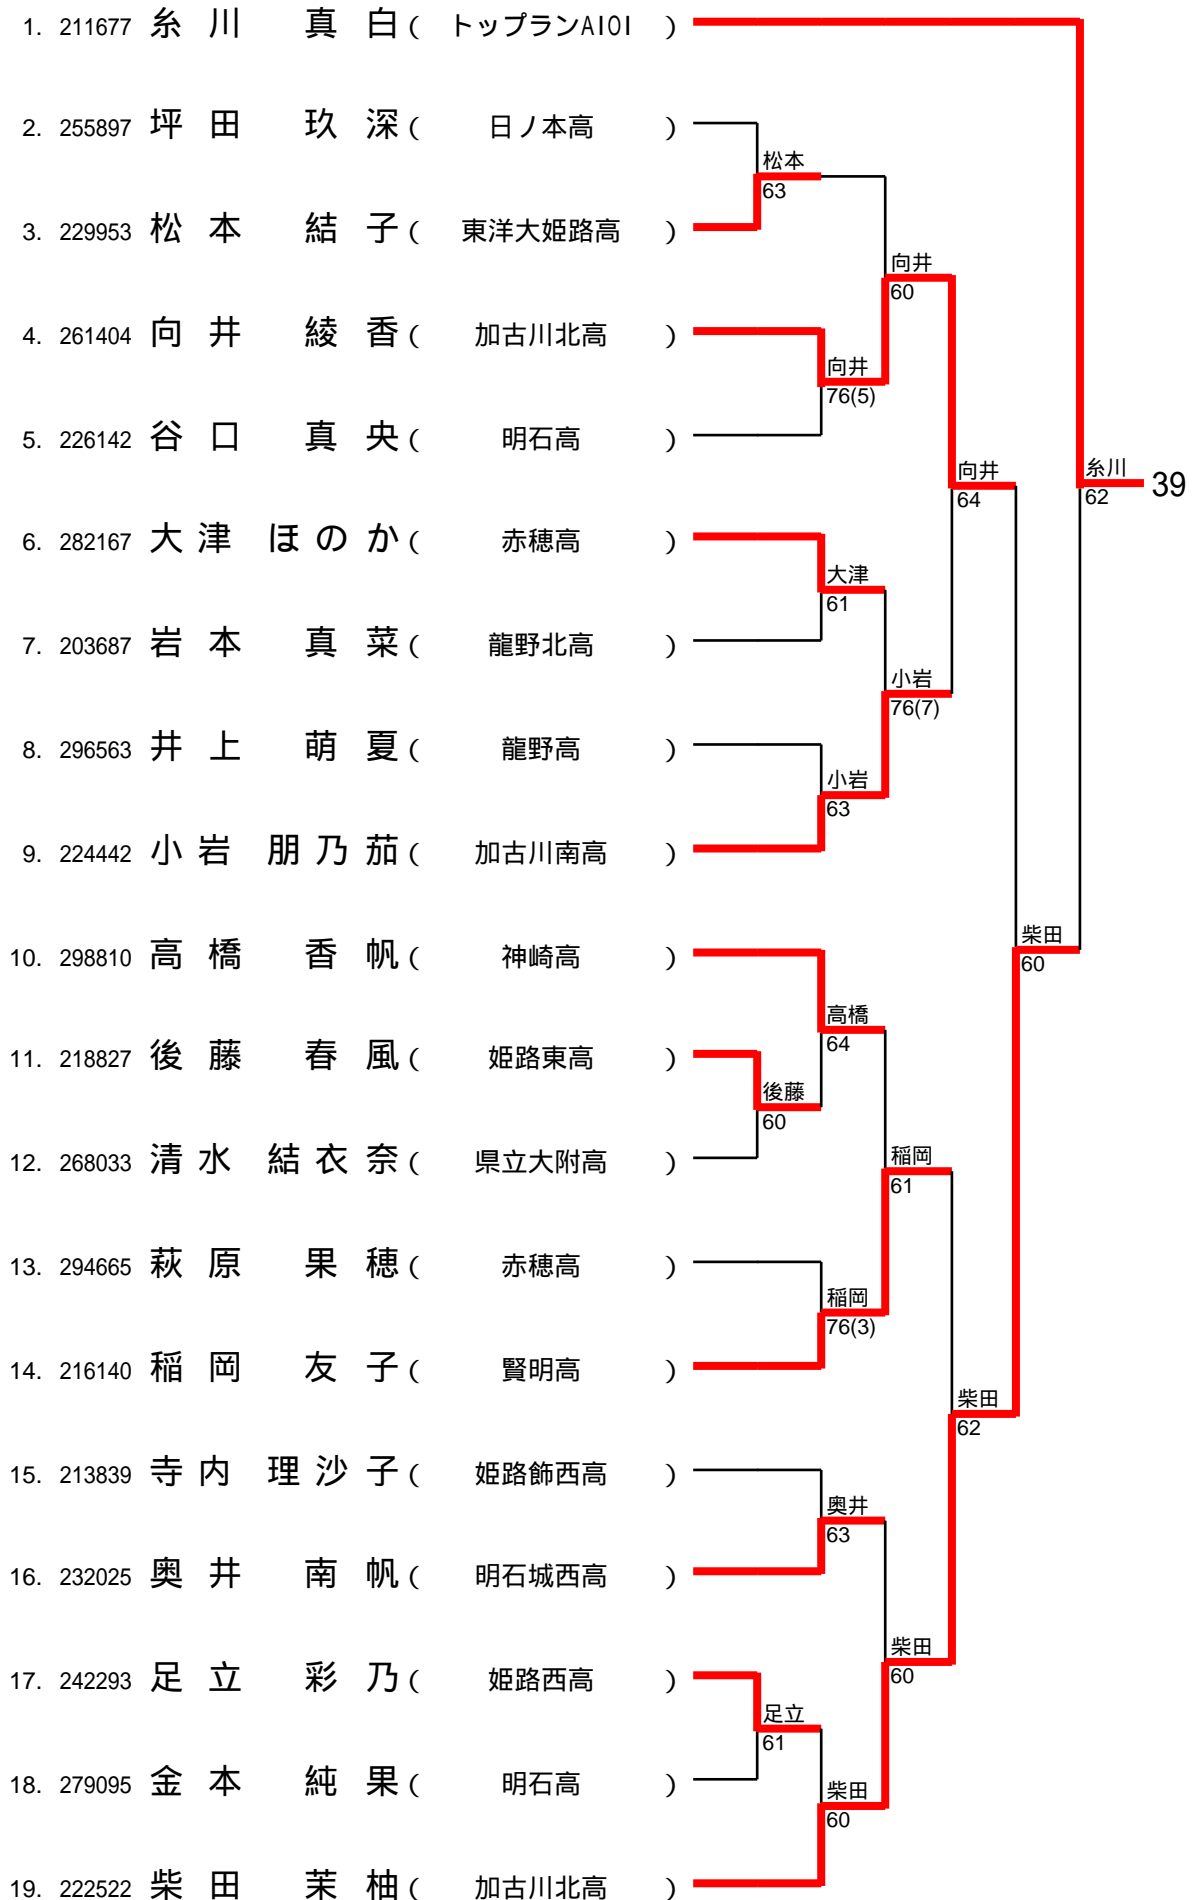 1. 211677 糸川 真白 ( トップランAIOI )
2. 255897 坪田 玖深 ( 日ノ本高 )
松本
63
3. 229953 松本 結子 ( 東洋大姫路高 )
向井
60
4. 261404 向井 綾香 ( 加古川北高 )
向井
76(5)
5. 226142 谷口 真央 ( 明石高 )
向井
64
糸川
62
39
6. 282167 大津 ほのか ( 赤穂高 )
大津
61
7. 203687 岩本 真菜 ( 龍野北高 )
小岩
76(7)
8. 296563 井上 萌夏 ( 龍野高 )
小岩
63
9. 224442 小岩 朋乃茄 ( 加古川南高 )
柴田
60
10. 298810 高橋 香帆 ( 神崎高 )
高橋
64
11. 218827 後藤 春風 ( 姫路東高 )
後藤
60
12. 268033 清水 結衣奈 ( 県立大附高 )
稲岡
61
13. 294665 萩原 果穂 ( 赤穂高 )
稲岡
76(3)
14. 216140 稲岡 友子 ( 賢明高 )
柴田
62
15. 213839 寺内 理沙子 ( 姫路飾西高 )
奥井
63
16. 232025 奥井 南帆 ( 明石城西高 )
柴田
60
17. 242293 足立 彩乃 ( 姫路西高 )
足立
61
18. 279095 金本 純果 ( 明石高 )
柴田
60
19. 222522 柴田 茉柚 ( 加古川北高 )